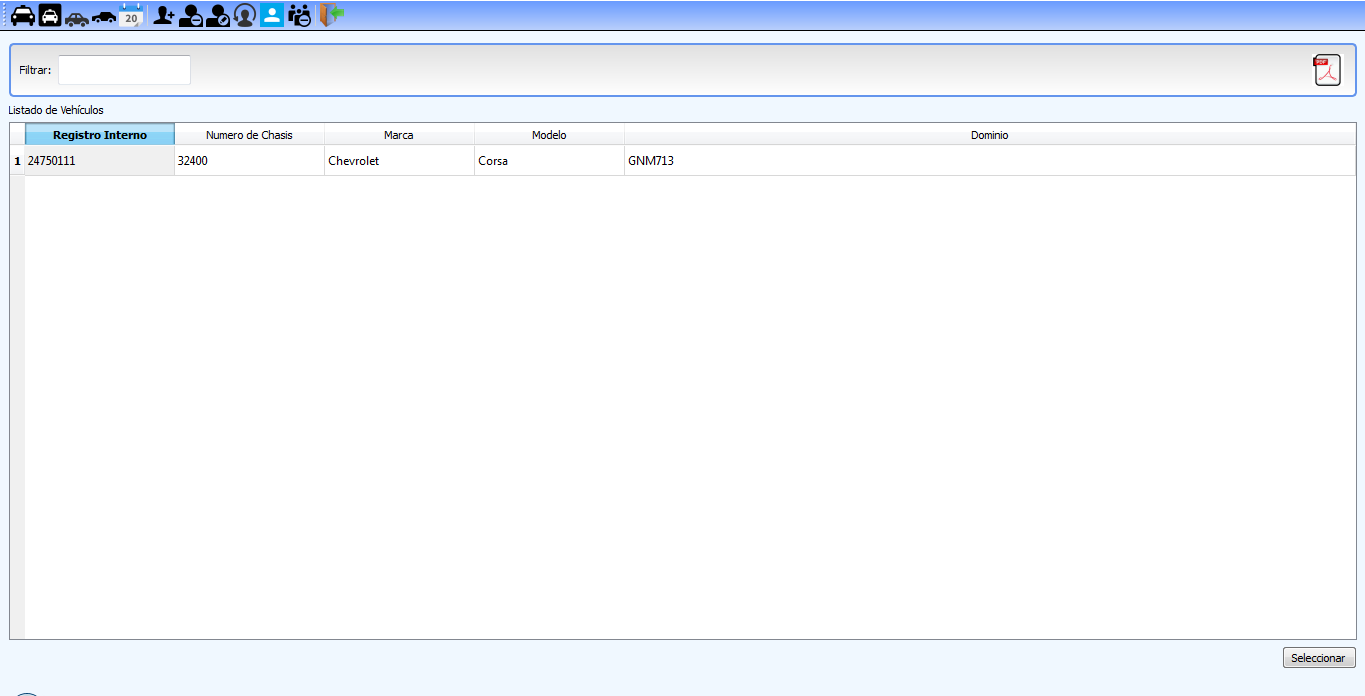 20
Filtrar:
PDF
Listado de Vehículos
Registro Interno Numero de Chasis Marca Modelo Dominio
1 24750111 32400 Chevrolet Corsa GNM713
Seleccionar